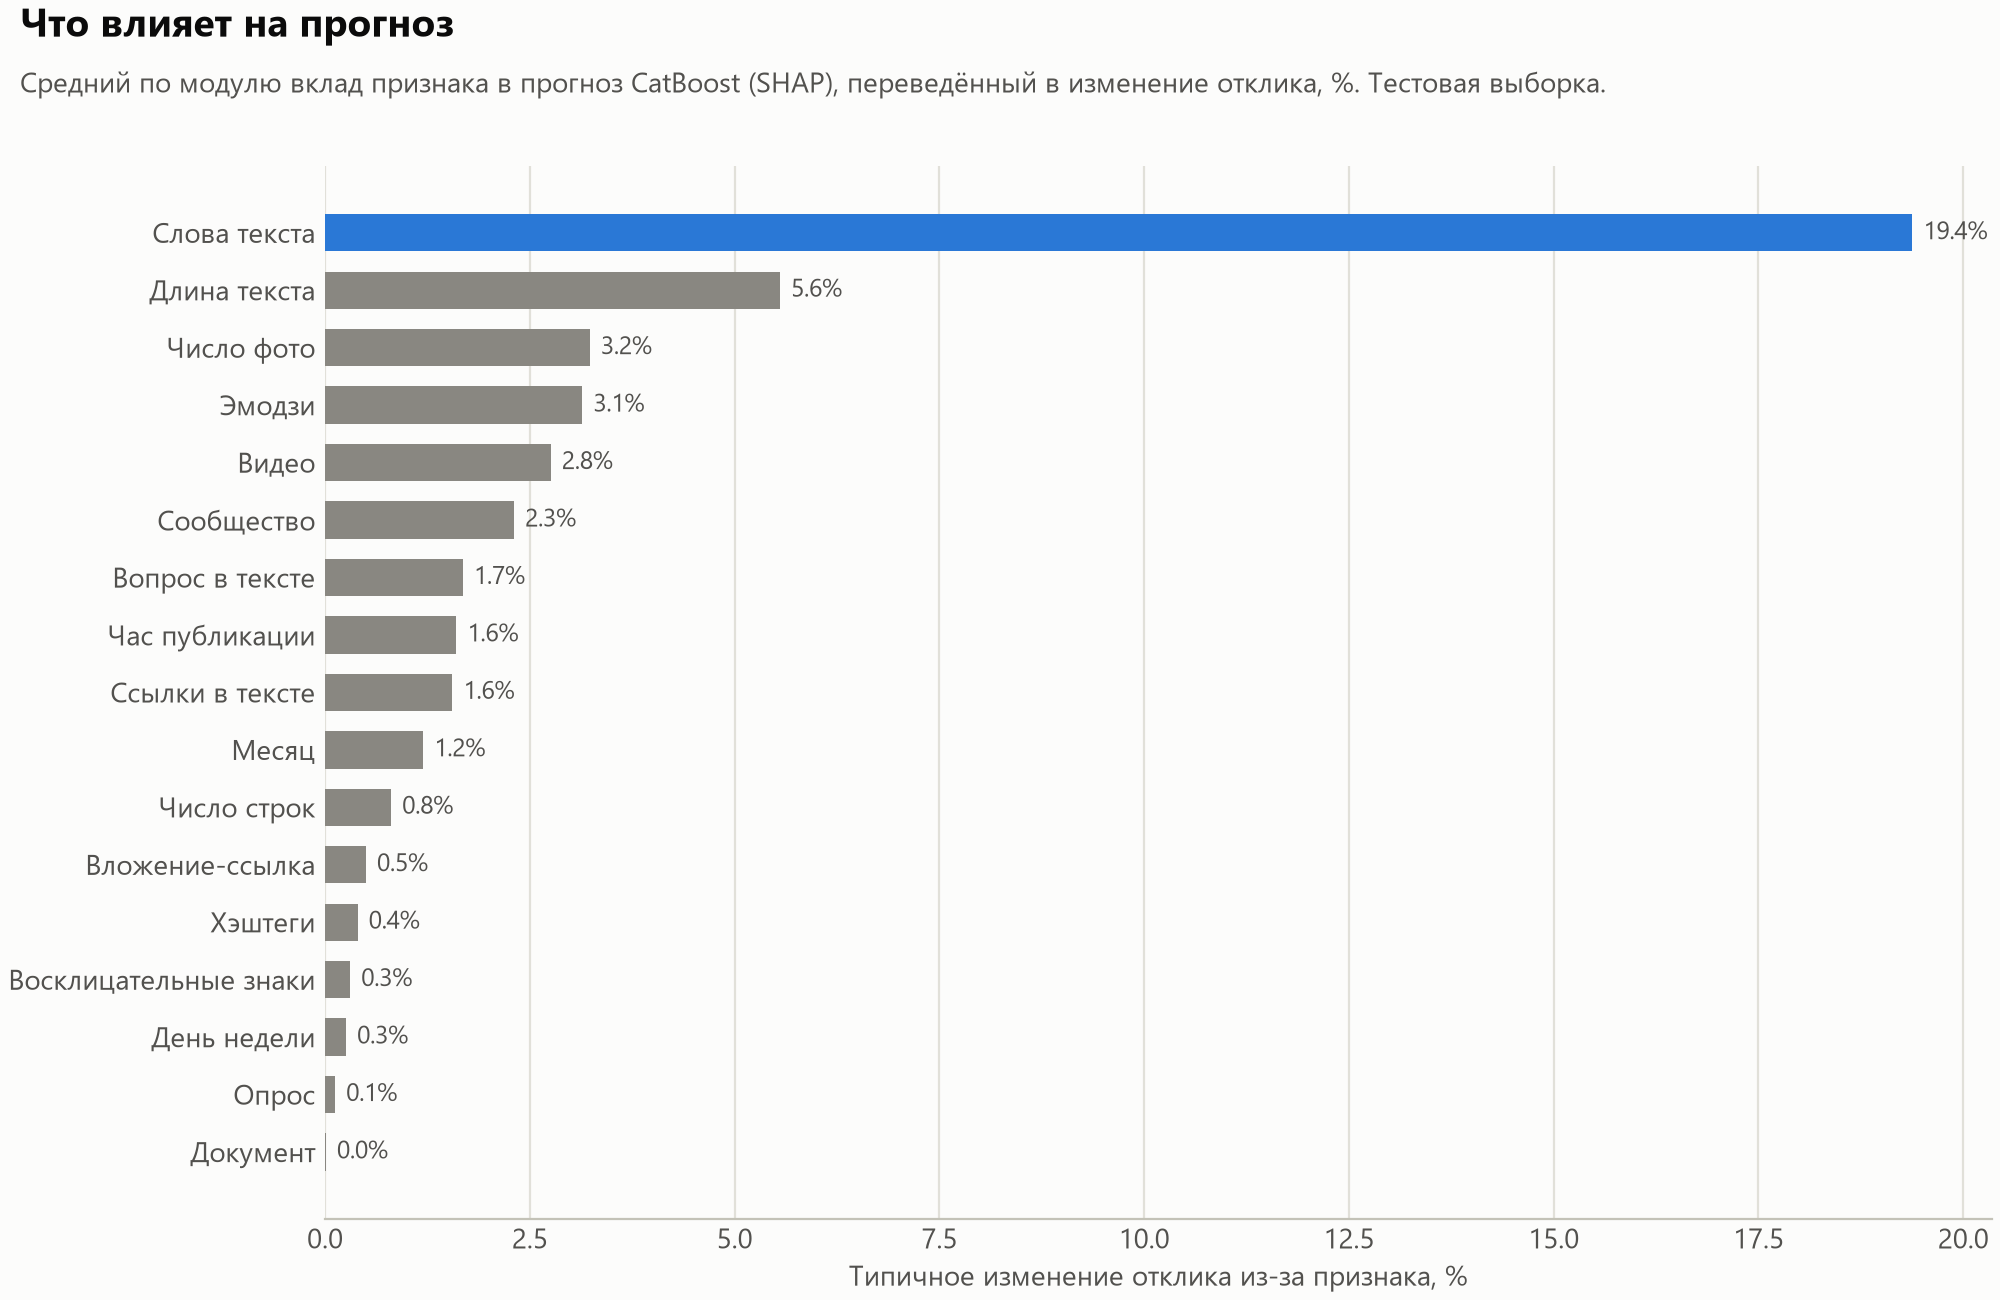 Что влияет на прогноз
Средний по модулю вклад признака в прогноз CatBoost (SHAP), переведённый в изменение отклика, %. Тестовая выборка.
Слова текста 19.4%
Длина текста 5.6%
Число фото 3.2%
Эмодзи 3.1%
Видео 2.8%
Сообщество 2.3%
Вопрос в тексте 1.7%
Час публикации 1.6%
Ссылки в тексте 1.6%
Месяц 1.2%
Число строк 0.8%
Вложение-ссылка 0.5%
Хэштеги 0.4%
Восклицательные знаки 0.3%
День недели 0.3%
Опрос 0.1%
Документ 0.0%
0.0 2.5 5.0 7.5 10.0 12.5 15.0 17.5 20.0
Типичное изменение отклика из-за признака, %